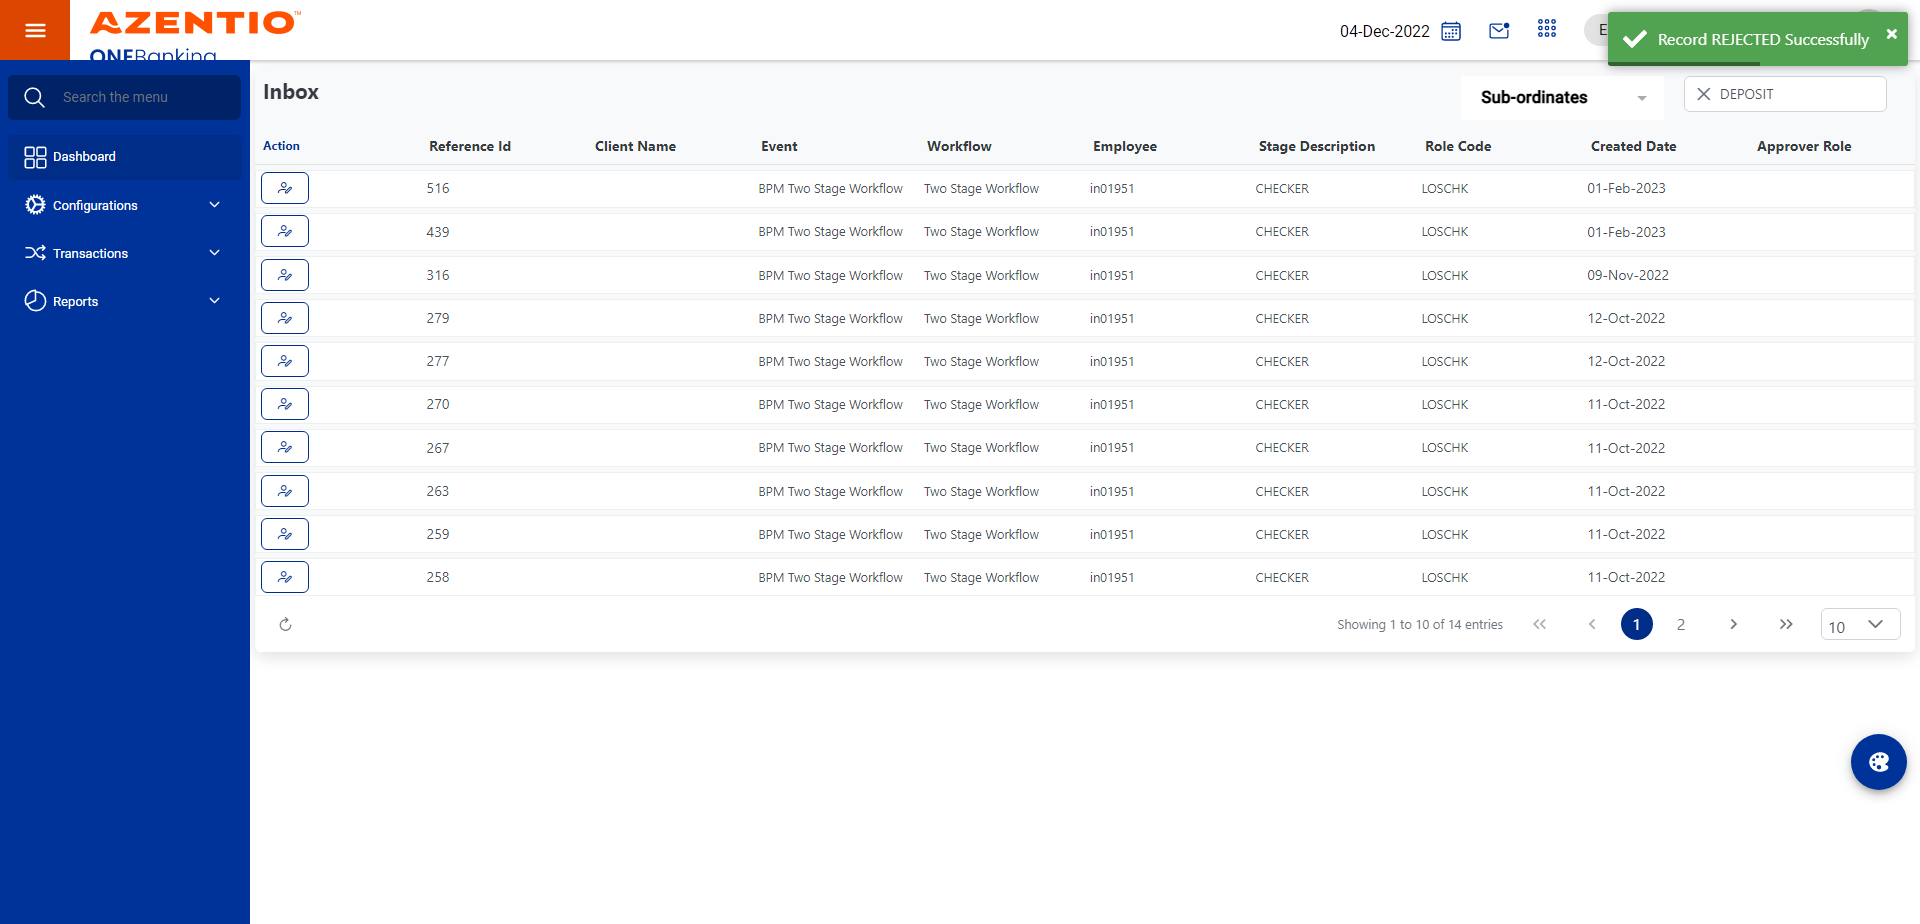 AZENTIO™
ONEBanking
04-Dec-2022
E
Record REJECTED Successfully
Search the menu
Dashboard
Configurations
Transactions
Reports
Inbox
Sub-ordinates
DEPOSIT
Action Reference Id Client Name Event Workflow Employee Stage Description Role Code Created Date Approver Role
516 BPM Two Stage Workflow Two Stage Workflow in01951 CHECKER LOSCHK 01-Feb-2023
439 BPM Two Stage Workflow Two Stage Workflow in01951 CHECKER LOSCHK 01-Feb-2023
316 BPM Two Stage Workflow Two Stage Workflow in01951 CHECKER LOSCHK 09-Nov-2022
279 BPM Two Stage Workflow Two Stage Workflow in01951 CHECKER LOSCHK 12-Oct-2022
277 BPM Two Stage Workflow Two Stage Workflow in01951 CHECKER LOSCHK 12-Oct-2022
270 BPM Two Stage Workflow Two Stage Workflow in01951 CHECKER LOSCHK 11-Oct-2022
267 BPM Two Stage Workflow Two Stage Workflow in01951 CHECKER LOSCHK 11-Oct-2022
263 BPM Two Stage Workflow Two Stage Workflow in01951 CHECKER LOSCHK 11-Oct-2022
259 BPM Two Stage Workflow Two Stage Workflow in01951 CHECKER LOSCHK 11-Oct-2022
258 BPM Two Stage Workflow Two Stage Workflow in01951 CHECKER LOSCHK 11-Oct-2022
Showing 1 to 10 of 14 entries 1 2 10